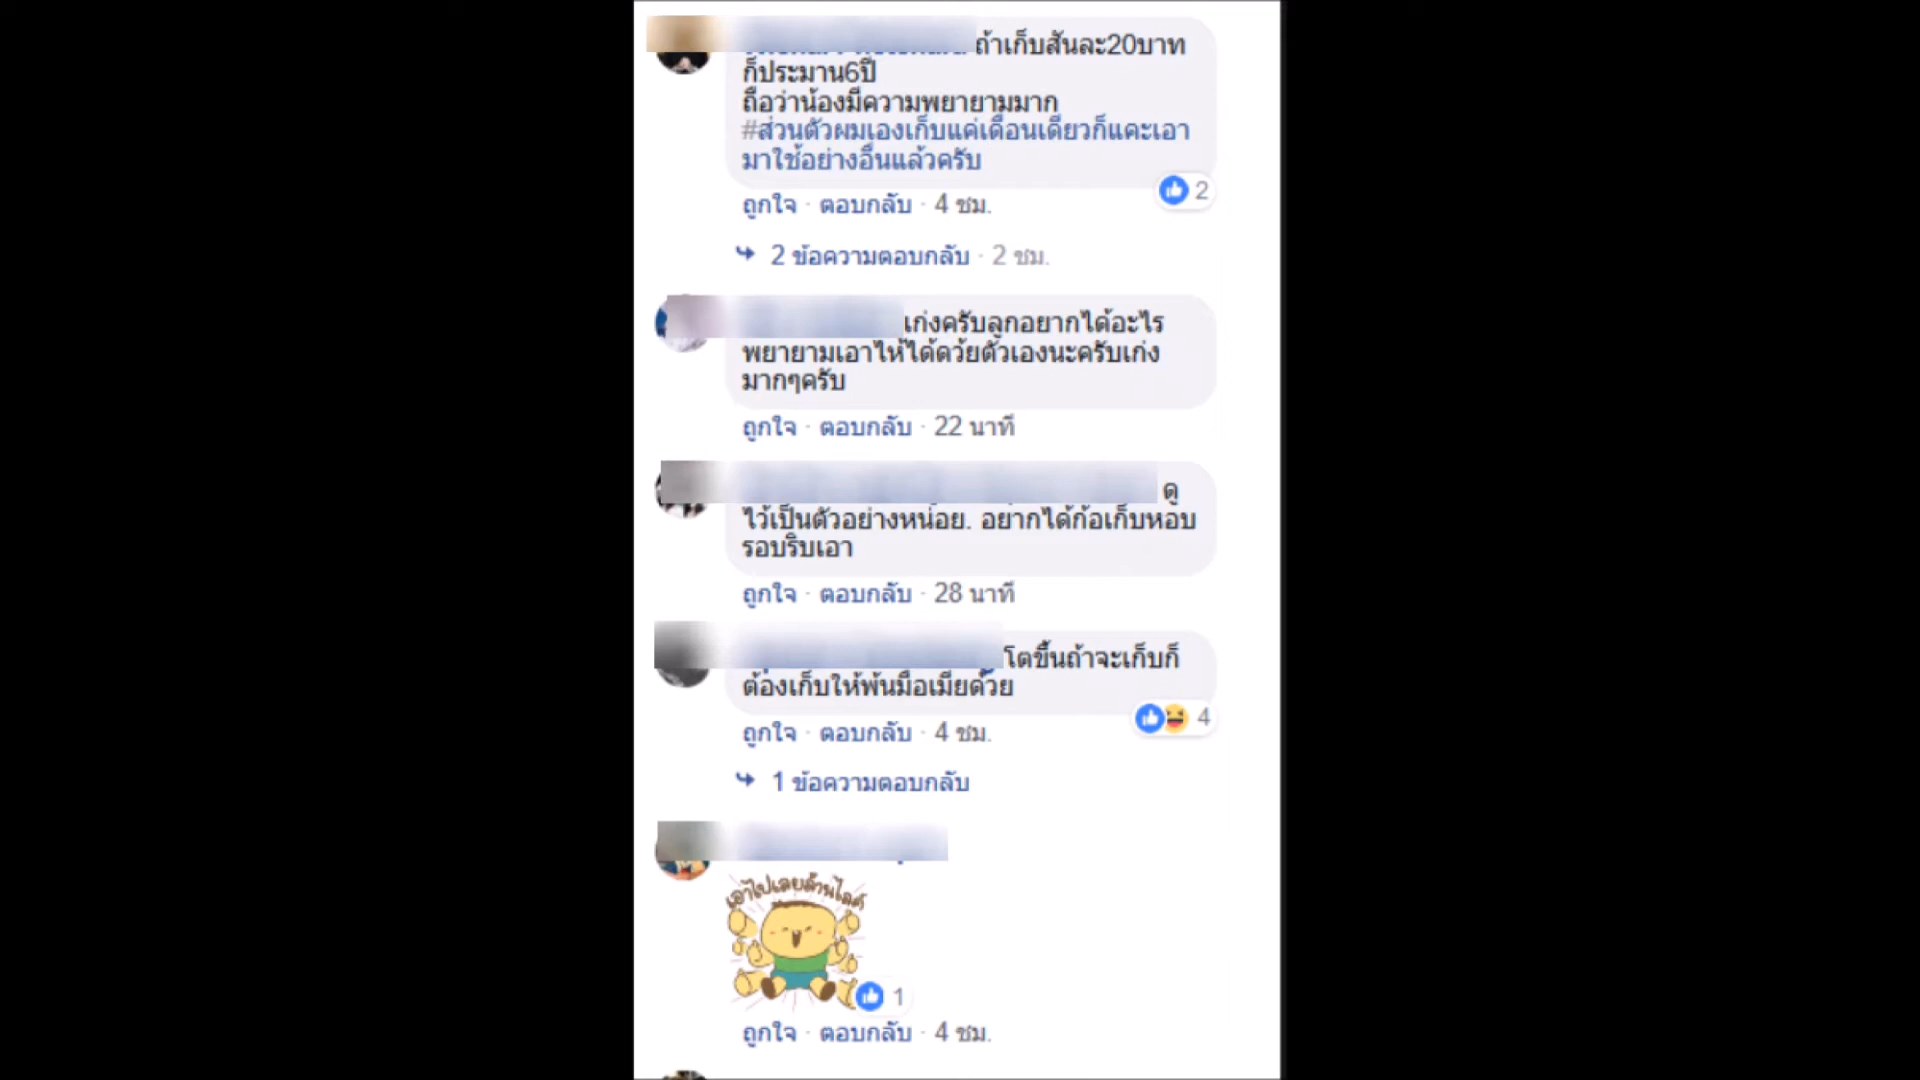 ถ้าเก็บสันละ20บาท
ก็ประมาน6ปี
ถือว่าน้องมีความพยายามมาก
#ส่วนตัวผมเองเก็บแค่เดือนเดียวก็แคะเอา
มาใช้อย่างอื่นแล้วครับ
2
ถูกใจ · ตอบกลับ · 4 ชม.
2 ข้อความตอบกลับ · 2 ชม.
เก่งครับลูกอยากได้อะไร
พยายามเอาไห้ได้ดว้ยตัวเองนะครับเก่ง
มากๆครับ
ถูกใจ · ตอบกลับ · 22 นาที
ดู
ไว้เป็นตัวอย่างหน่อย. อยากได้ก้อเก็บหอบ
รอบริบเอา
ถูกใจ · ตอบกลับ · 28 นาที
โตขึ้นถ้าจะเก็บก็
ต้องเก็บให้พ้นมือเมียด้วย
4
ถูกใจ · ตอบกลับ · 4 ชม.
1 ข้อความตอบกลับ
เอาไปเลยล้านไลค์
1
ถูกใจ · ตอบกลับ · 4 ชม.